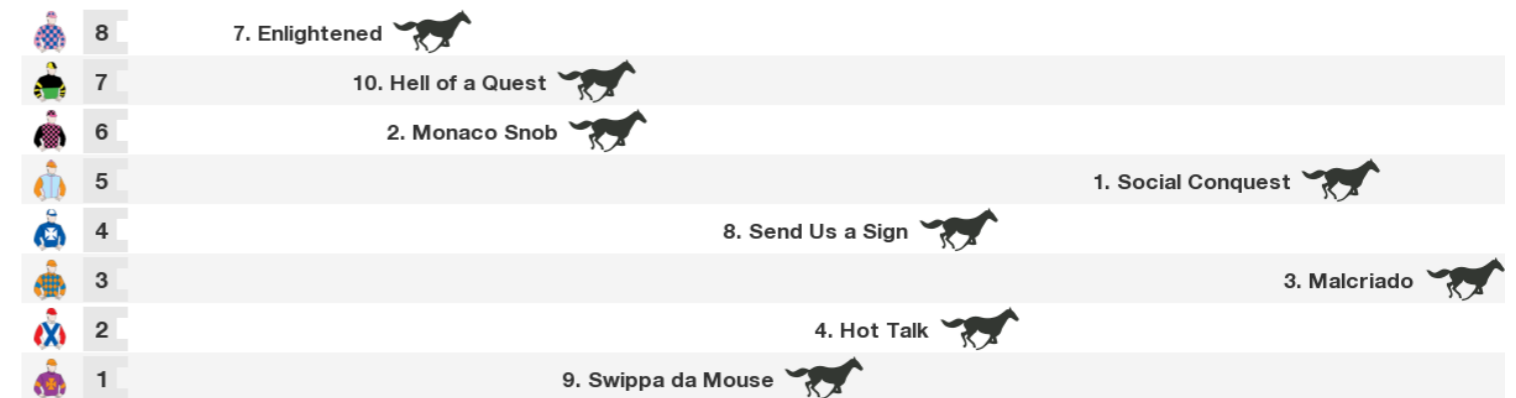 8 7. Enlightened
7 10. Hell of a Quest
6 2. Monaco Snob
5 1. Social Conquest
4 8. Send Us a Sign
3 3. Malcriado
2 4. Hot Talk
1 9. Swippa da Mouse